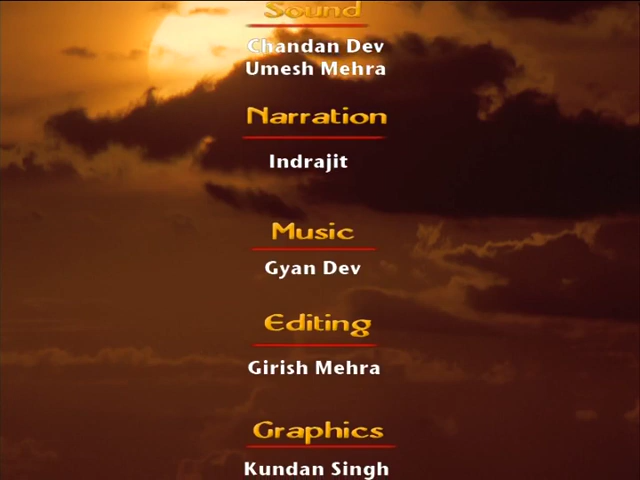 Sound
Chandan Dev
Umesh Mehra
Narration
Indrajit
Music
Gyan Dev
Editing
Girish Mehra
Graphics
Kundan Singh